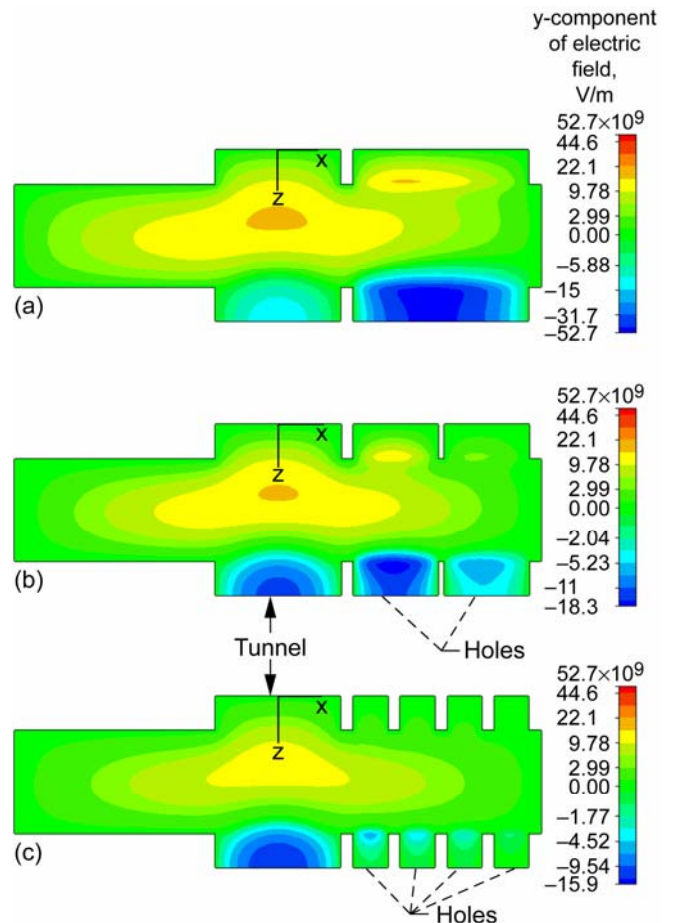 y-component
of electric
field,
V/m
52.7×10⁹
44.6
22.1
9.78
2.99
0.00
–5.88
–15
–31.7
–52.7
x
z
(a)
52.7×10⁹
44.6
22.1
9.78
2.99
0.00
–2.04
–5.23
–11
–18.3
x
z
(b)
Tunnel
Holes
52.7×10⁹
44.6
22.1
9.78
2.99
0.00
–1.77
–4.52
–9.54
–15.9
x
z
(c)
Holes